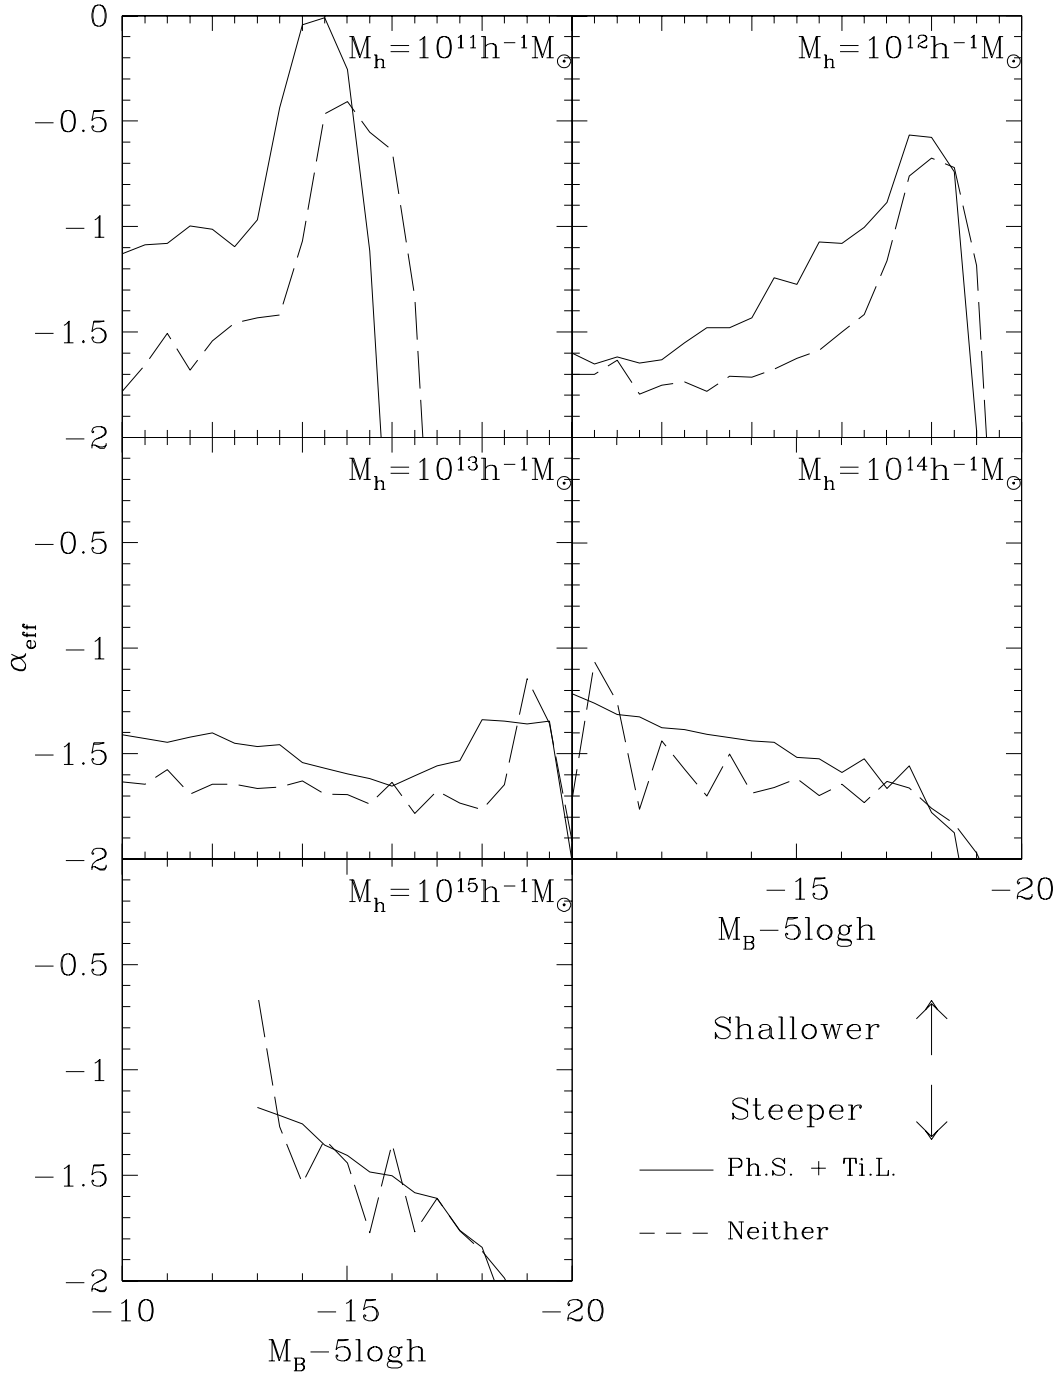 0
M_h=10^11h^-1M_⊙
M_h=10^12h^-1M_⊙
−0.5
−1
−1.5
−2
M_h=10^13h^-1M_⊙
M_h=10^14h^-1M_⊙
−0.5
α_eff
−1
−1.5
−2
M_h=10^15h^-1M_⊙
−15
−20
M_B−5logh
−0.5
Shallower
−1
Steeper
Ph.S. + Ti.L.
−1.5
Neither
−2
−10
−15
−20
M_B−5logh